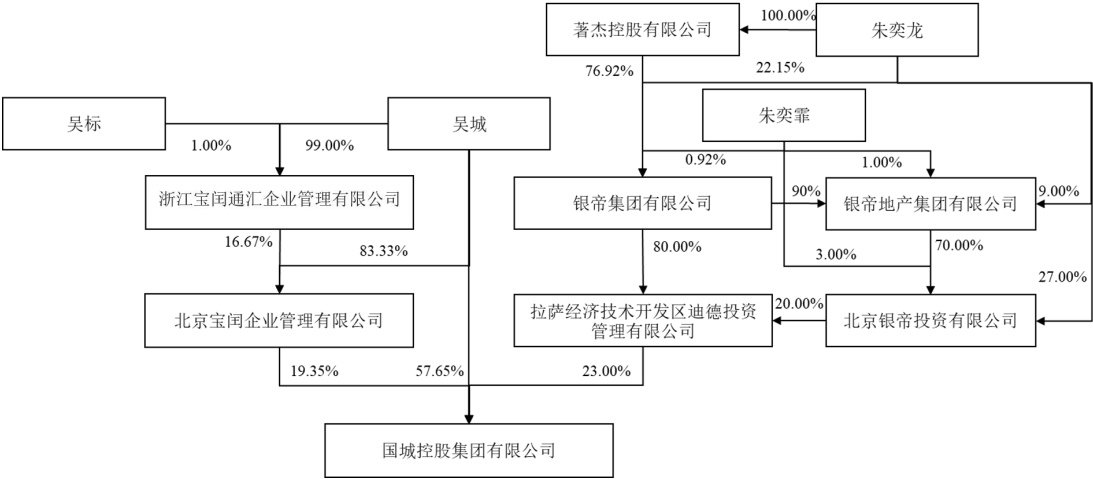 著杰控股有限公司
100.00%
朱奕龙
76.92%
22.15%
吴标
吴城
朱奕霏
1.00%
99.00%
0.92%
1.00%
浙江宝闰通汇企业管理有限公司
银帝集团有限公司
90%
银帝地产集团有限公司
9.00%
16.67%
83.33%
80.00%
3.00%
70.00%
27.00%
北京宝闰企业管理有限公司
拉萨经济技术开发区迪德投资
管理有限公司
20.00%
北京银帝投资有限公司
19.35%
57.65%
23.00%
国城控股集团有限公司